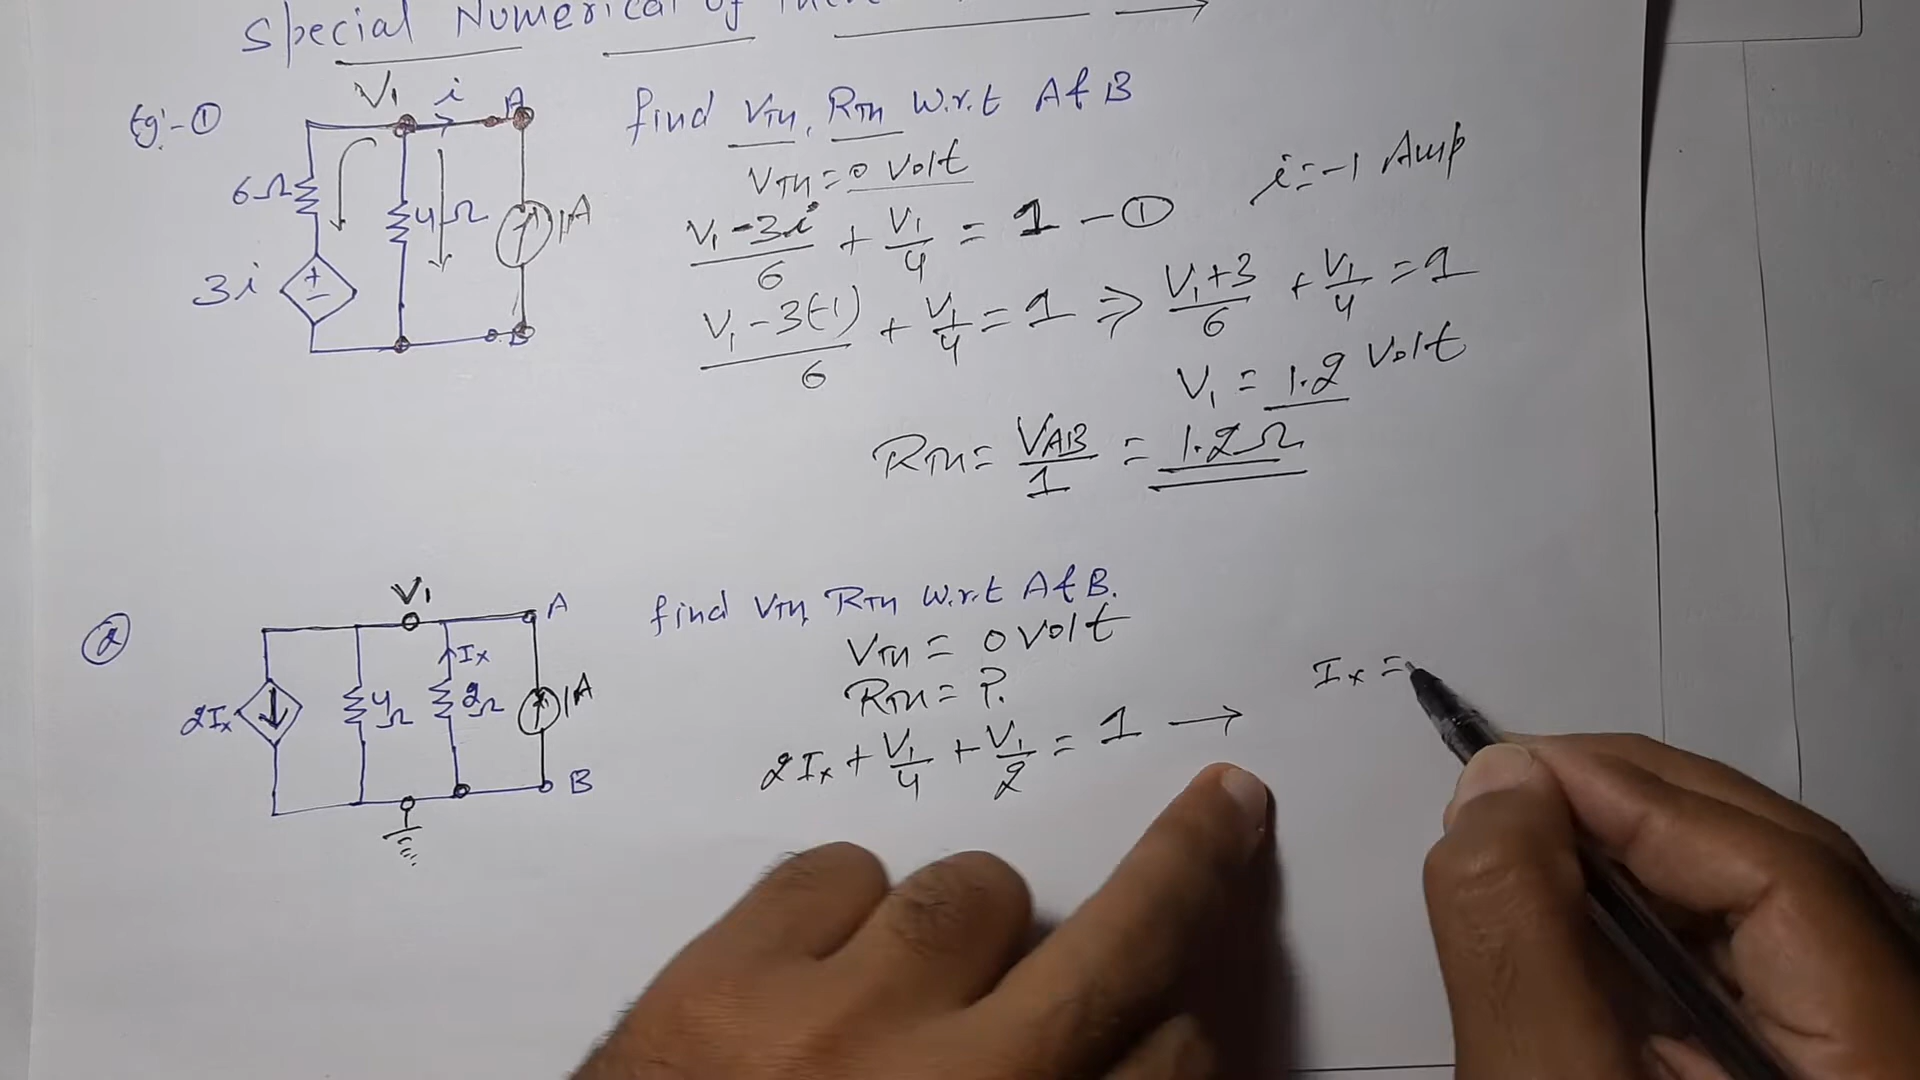 Special Numerical of
Eg:-①
V₁ i A
6Ω
4Ω
1A
3i
+
-
B
find VTH, RTH w.r.t A & B
VTH = 0 Volt
i = -1 Amp
(V₁ - 3i)/6 + V₁/4 = 1 - ①
(V₁ - 3(-1))/6 + V₁/4 = 1 ⇒ (V₁ + 3)/6 + V₁/4 = 1
V₁ = 1.2 Volt
RTH = VAB/1 = 1.2Ω
②
V₁ A
Ix
2Ix 4Ω 2Ω 1A
B
find VTH, RTH w.r.t A & B.
VTH = 0 Volt
RTH = ?
2Ix + V₁/4 + V₁/2 = 1 →
Ix =